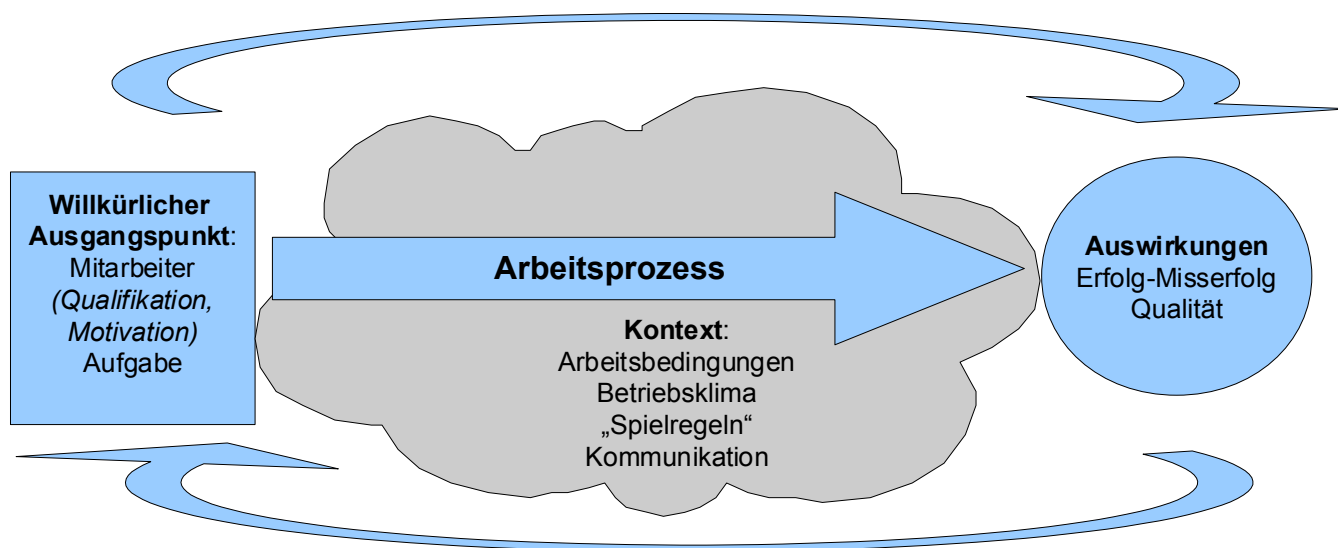 Willkürlicher
Ausgangspunkt:
Mitarbeiter
(Qualifikation,
Motivation)
Aufgabe
Arbeitsprozess
Kontext:
Arbeitsbedingungen
Betriebsklima
„Spielregeln“
Kommunikation
Auswirkungen
Erfolg-Misserfolg
Qualität